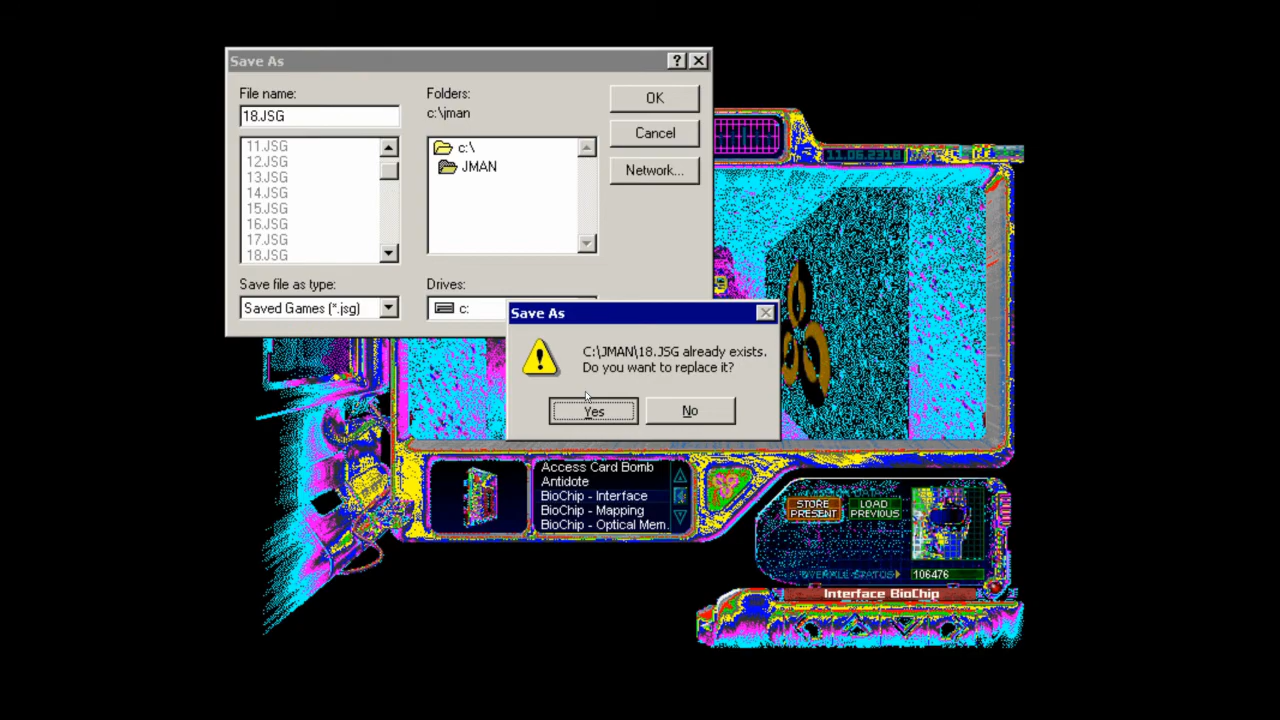 Save As
File name:
18.JSG
11.JSG
12.JSG
13.JSG
14.JSG
15.JSG
16.JSG
17.JSG
18.JSG
Save file as type:
Saved Games (*.jsg)
Folders:
c:\jman
c:\
JMAN
Drives:
c:
OK
Cancel
Network...
Save As
C:\JMAN\18.JSG already exists.
Do you want to replace it?
Yes
No
11.06.2318
Access Card Bomb
Antidote
BioChip - Interface
BioChip - Mapping
BioChip - Optical Mem.
STORE
PRESENT
LOAD
PREVIOUS
106476
Interface BioChip